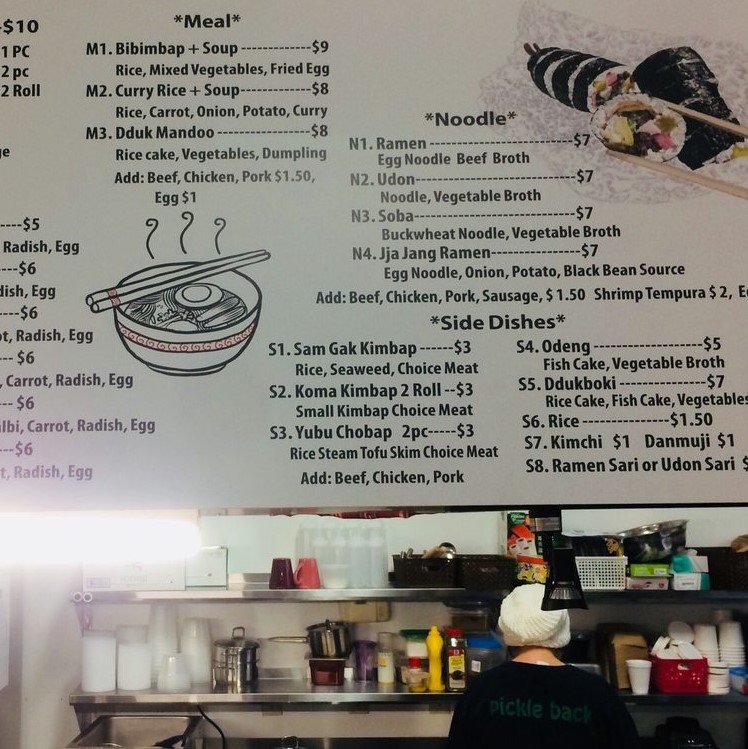 -$10
1 PC
2 pc
2 Roll
ge
----$5
Radish, Egg
----$6
dish, Egg
----$6
ot, Radish, Egg
--- $6
, Carrot, Radish, Egg
--- $6
albi, Carrot, Radish, Egg
---$6
t, Radish, Egg
*Meal*
M1. Bibimbap + Soup -------------$9
Rice, Mixed Vegetables, Fried Egg
M2. Curry Rice + Soup------------$8
Rice, Carrot, Onion, Potato, Curry
M3. Dduk Mandoo ----------------$8
Rice cake, Vegetables, Dumpling
Add: Beef, Chicken, Pork $1.50,
Egg $1
*Noodle*
N1. Ramen ---------------------------$7
Egg Noodle Beef Broth
N2. Udon-----------------------------$7
Noodle, Vegetable Broth
N3. Soba-----------------------------$7
Buckwheat Noodle, Vegetable Broth
N4. Jja Jang Ramen----------------$7
Egg Noodle, Onion, Potato, Black Bean Source
Add: Beef, Chicken, Pork, Sausage, $ 1.50 Shrimp Tempura $ 2,
*Side Dishes*
S1. Sam Gak Kimbap ------$3
Rice, Seaweed, Choice Meat
S2. Koma Kimbap 2 Roll --$3
Small Kimbap Choice Meat
S3. Yubu Chobap 2pc-----$3
Rice Steam Tofu Skim Choice Meat
Add: Beef, Chicken, Pork
S4. Odeng --------------------$5
Fish Cake, Vegetable Broth
S5. Ddukboki ----------------$7
Rice Cake, Fish Cake, Vegetables
S6. Rice ---------------$1.50
S7. Kimchi $1 Danmuji $1
S8. Ramen Sari or Udon Sari $
pickle back